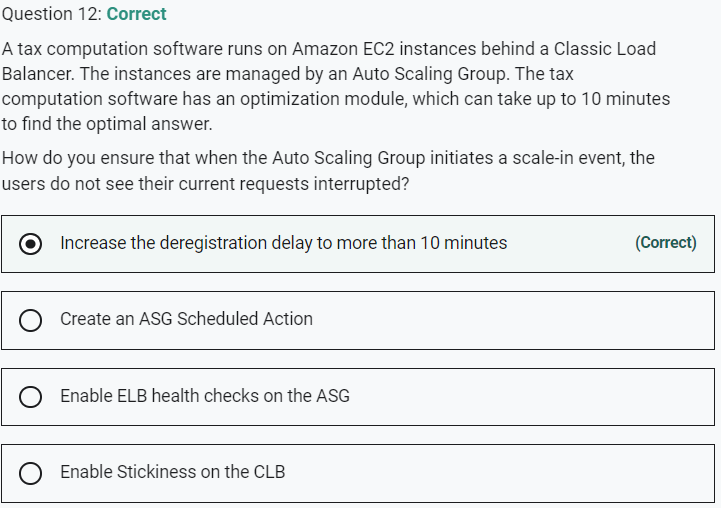 Question 12: Correct
A tax computation software runs on Amazon EC2 instances behind a Classic Load
Balancer. The instances are managed by an Auto Scaling Group. The tax
computation software has an optimization module, which can take up to 10 minutes
to find the optimal answer.
How do you ensure that when the Auto Scaling Group initiates a scale-in event, the
users do not see their current requests interrupted?
Increase the deregistration delay to more than 10 minutes (Correct)
Create an ASG Scheduled Action
Enable ELB health checks on the ASG
Enable Stickiness on the CLB